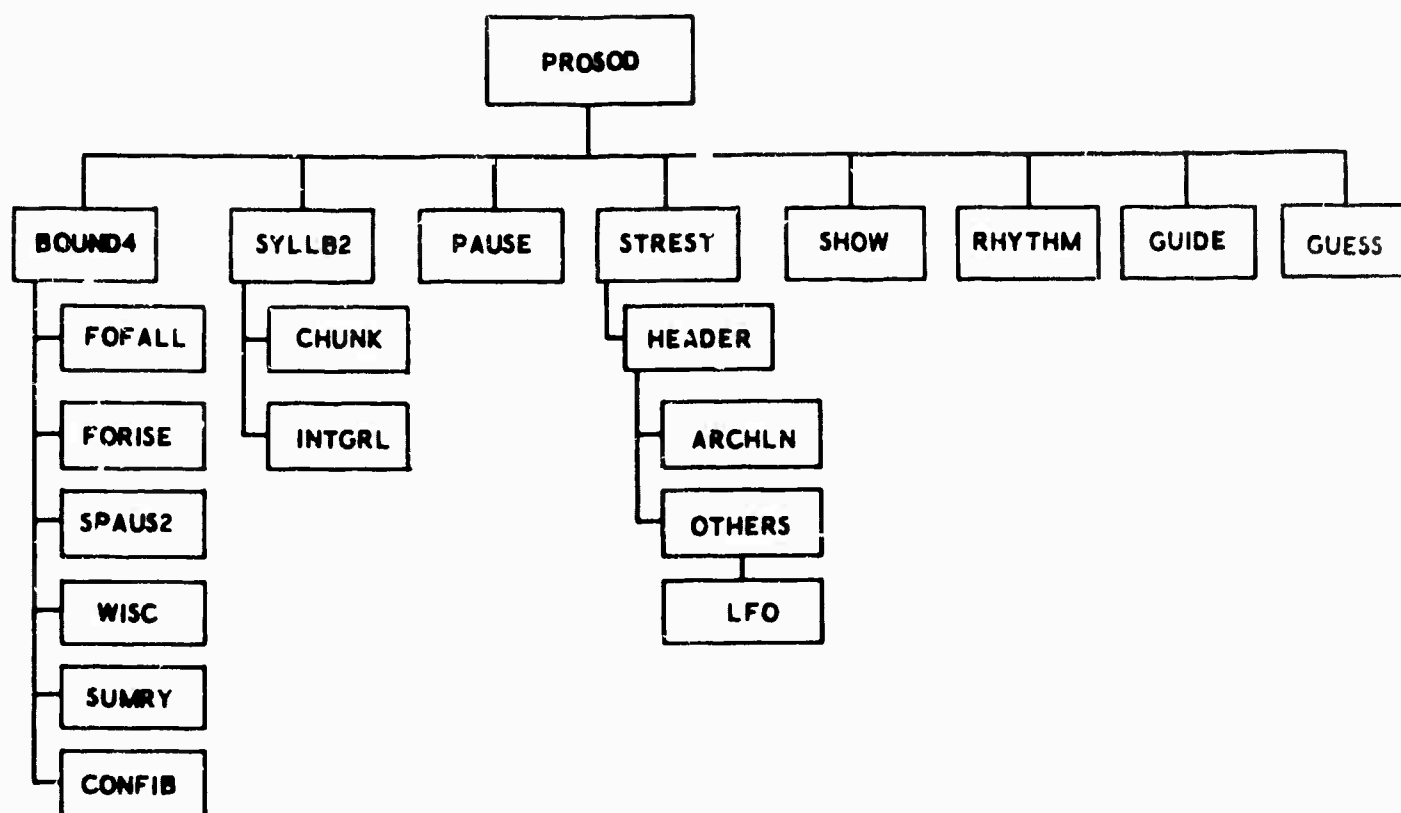 PROSOD
BOUND4
SYLLB2
PAUSE
STREST
SHOW
RHYTHM
GUIDE
GUESS
FOFALL
CHUNK
HEADER
FORISE
INTGRL
ARCHLN
SPAUS2
OTHERS
WISC
LFO
SUMRY
CONFIB